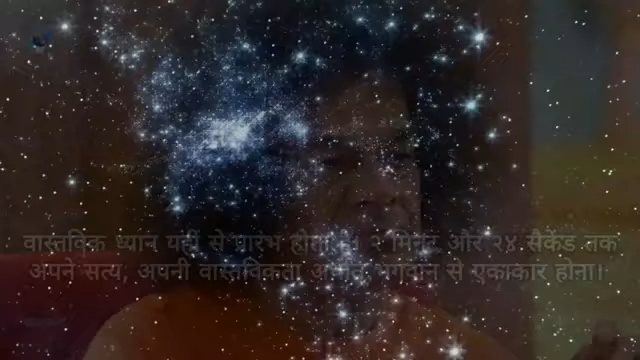 वास्तविक ध्यान यहीं से प्रारंभ होता है। २ मिनट और २४ सैकंड तक
अपने सत्य, अपनी वास्तविकता अर्थात भगवान से एकाकार होना।